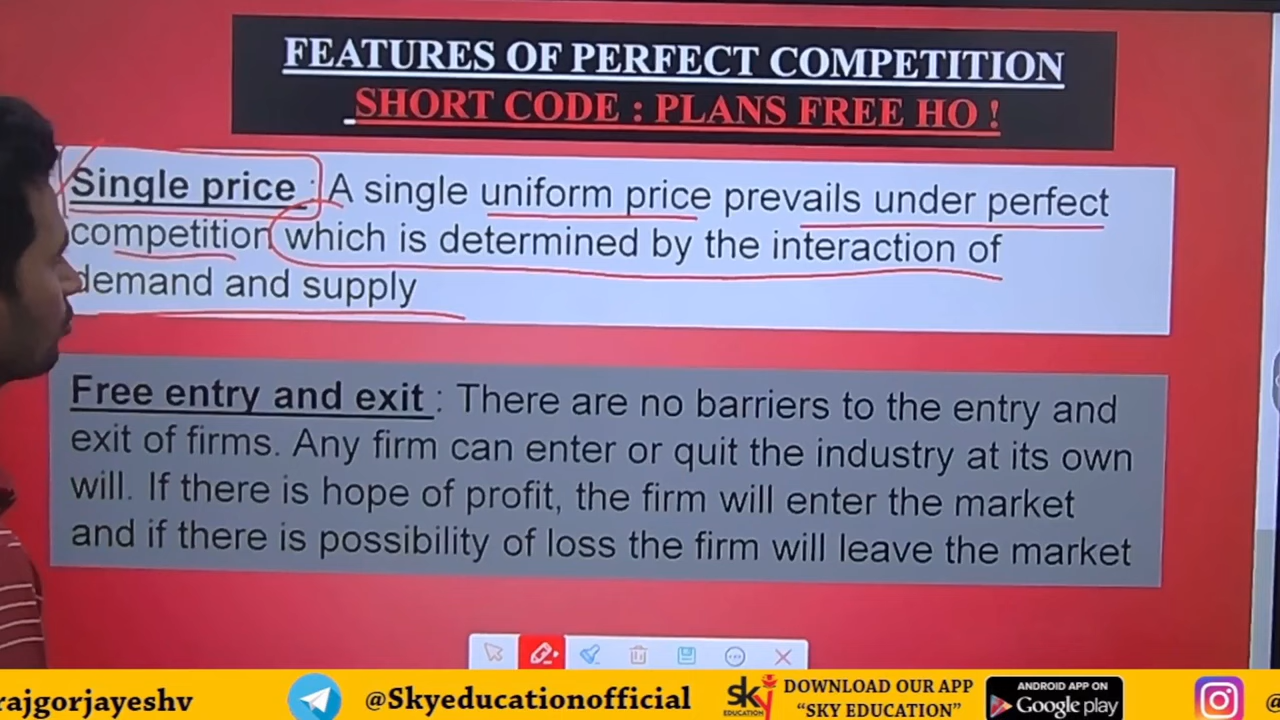 FEATURES OF PERFECT COMPETITION
SHORT CODE : PLANS FREE HO !
Single price : A single uniform price prevails under perfect
competition which is determined by the interaction of
demand and supply
Free entry and exit : There are no barriers to the entry and
exit of firms. Any firm can enter or quit the industry at its own
will. If there is hope of profit, the firm will enter the market
and if there is possibility of loss the firm will leave the market
rajgorjayeshv
@Skyeducationofficial
sky
EDUCATION
DOWNLOAD OUR APP
“SKY EDUCATION”
ANDROID APP ON
Google play
@